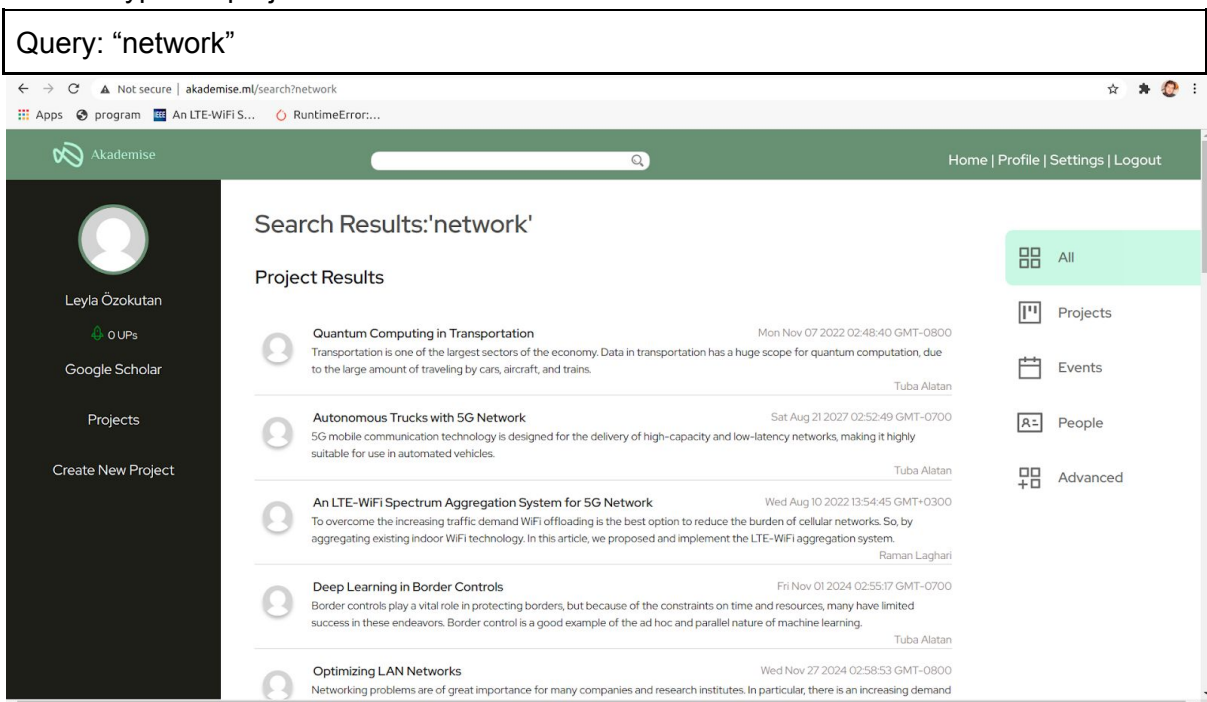 Query: “network”
Not secure | akademise.ml/search?network
Apps program An LTE-WiFi S... RuntimeError:...
Akademise
Home | Profile | Settings | Logout
Leyla Özokutan
0 UPs
Google Scholar
Projects
Create New Project
Search Results:'network'
Project Results
Quantum Computing in Transportation Mon Nov 07 2022 02:48:40 GMT-0800
Transportation is one of the largest sectors of the economy. Data in transportation has a huge scope for quantum computation, due
to the large amount of traveling by cars, aircraft, and trains.
Tuba Alatan
Autonomous Trucks with 5G Network Sat Aug 21 2027 02:52:49 GMT-0700
5G mobile communication technology is designed for the delivery of high-capacity and low-latency networks, making it highly
suitable for use in automated vehicles.
Tuba Alatan
An LTE-WiFi Spectrum Aggregation System for 5G Network Wed Aug 10 2022 13:54:45 GMT+0300
To overcome the increasing traffic demand WiFi offloading is the best option to reduce the burden of cellular networks. So, by
aggregating existing indoor WiFi technology. In this article, we proposed and implement the LTE-WiFi aggregation system.
Raman Laghari
Deep Learning in Border Controls Fri Nov 01 2024 02:55:17 GMT-0700
Border controls play a vital role in protecting borders, but because of the constraints on time and resources, many have limited
success in these endeavors. Border control is a good example of the ad hoc and parallel nature of machine learning.
Tuba Alatan
Optimizing LAN Networks Wed Nov 27 2024 02:58:53 GMT-0800
Networking problems are of great importance for many companies and research institutes. In particular, there is an increasing demand
All
Projects
Events
People
Advanced